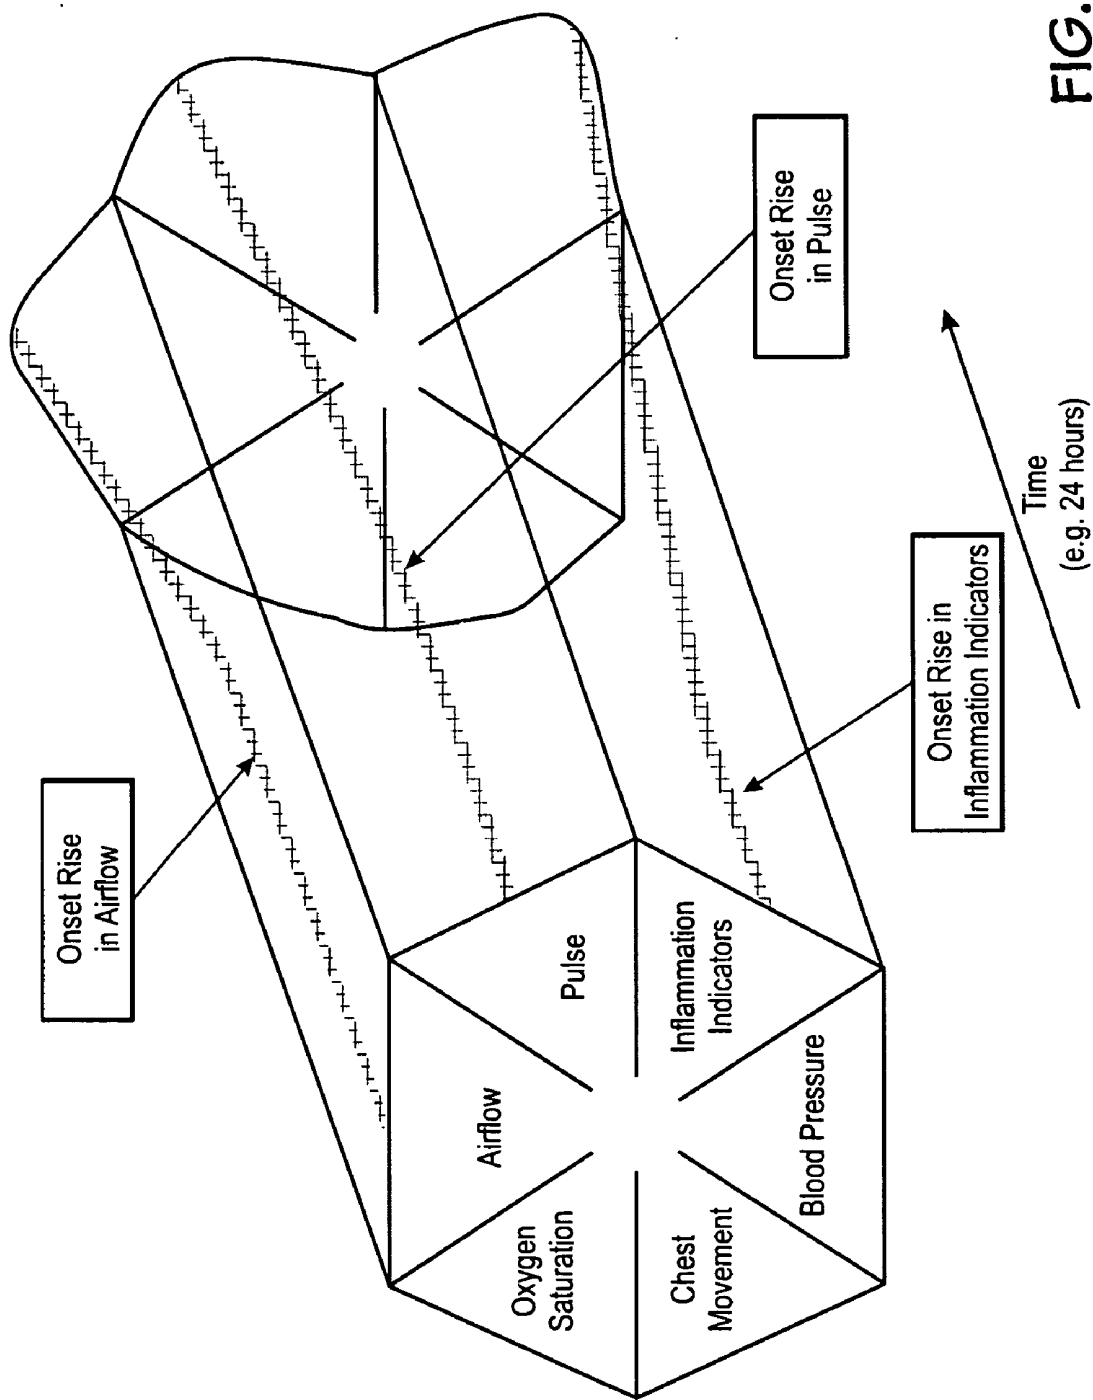 Onset Rise
in Airflow
Oxygen
Saturation
Airflow
Pulse
Chest
Movement
Blood Pressure
Inflammation
Indicators
Onset Rise
in Pulse
Onset Rise in
Inflammation Indicators
Time
(e.g. 24 hours)
FIG.